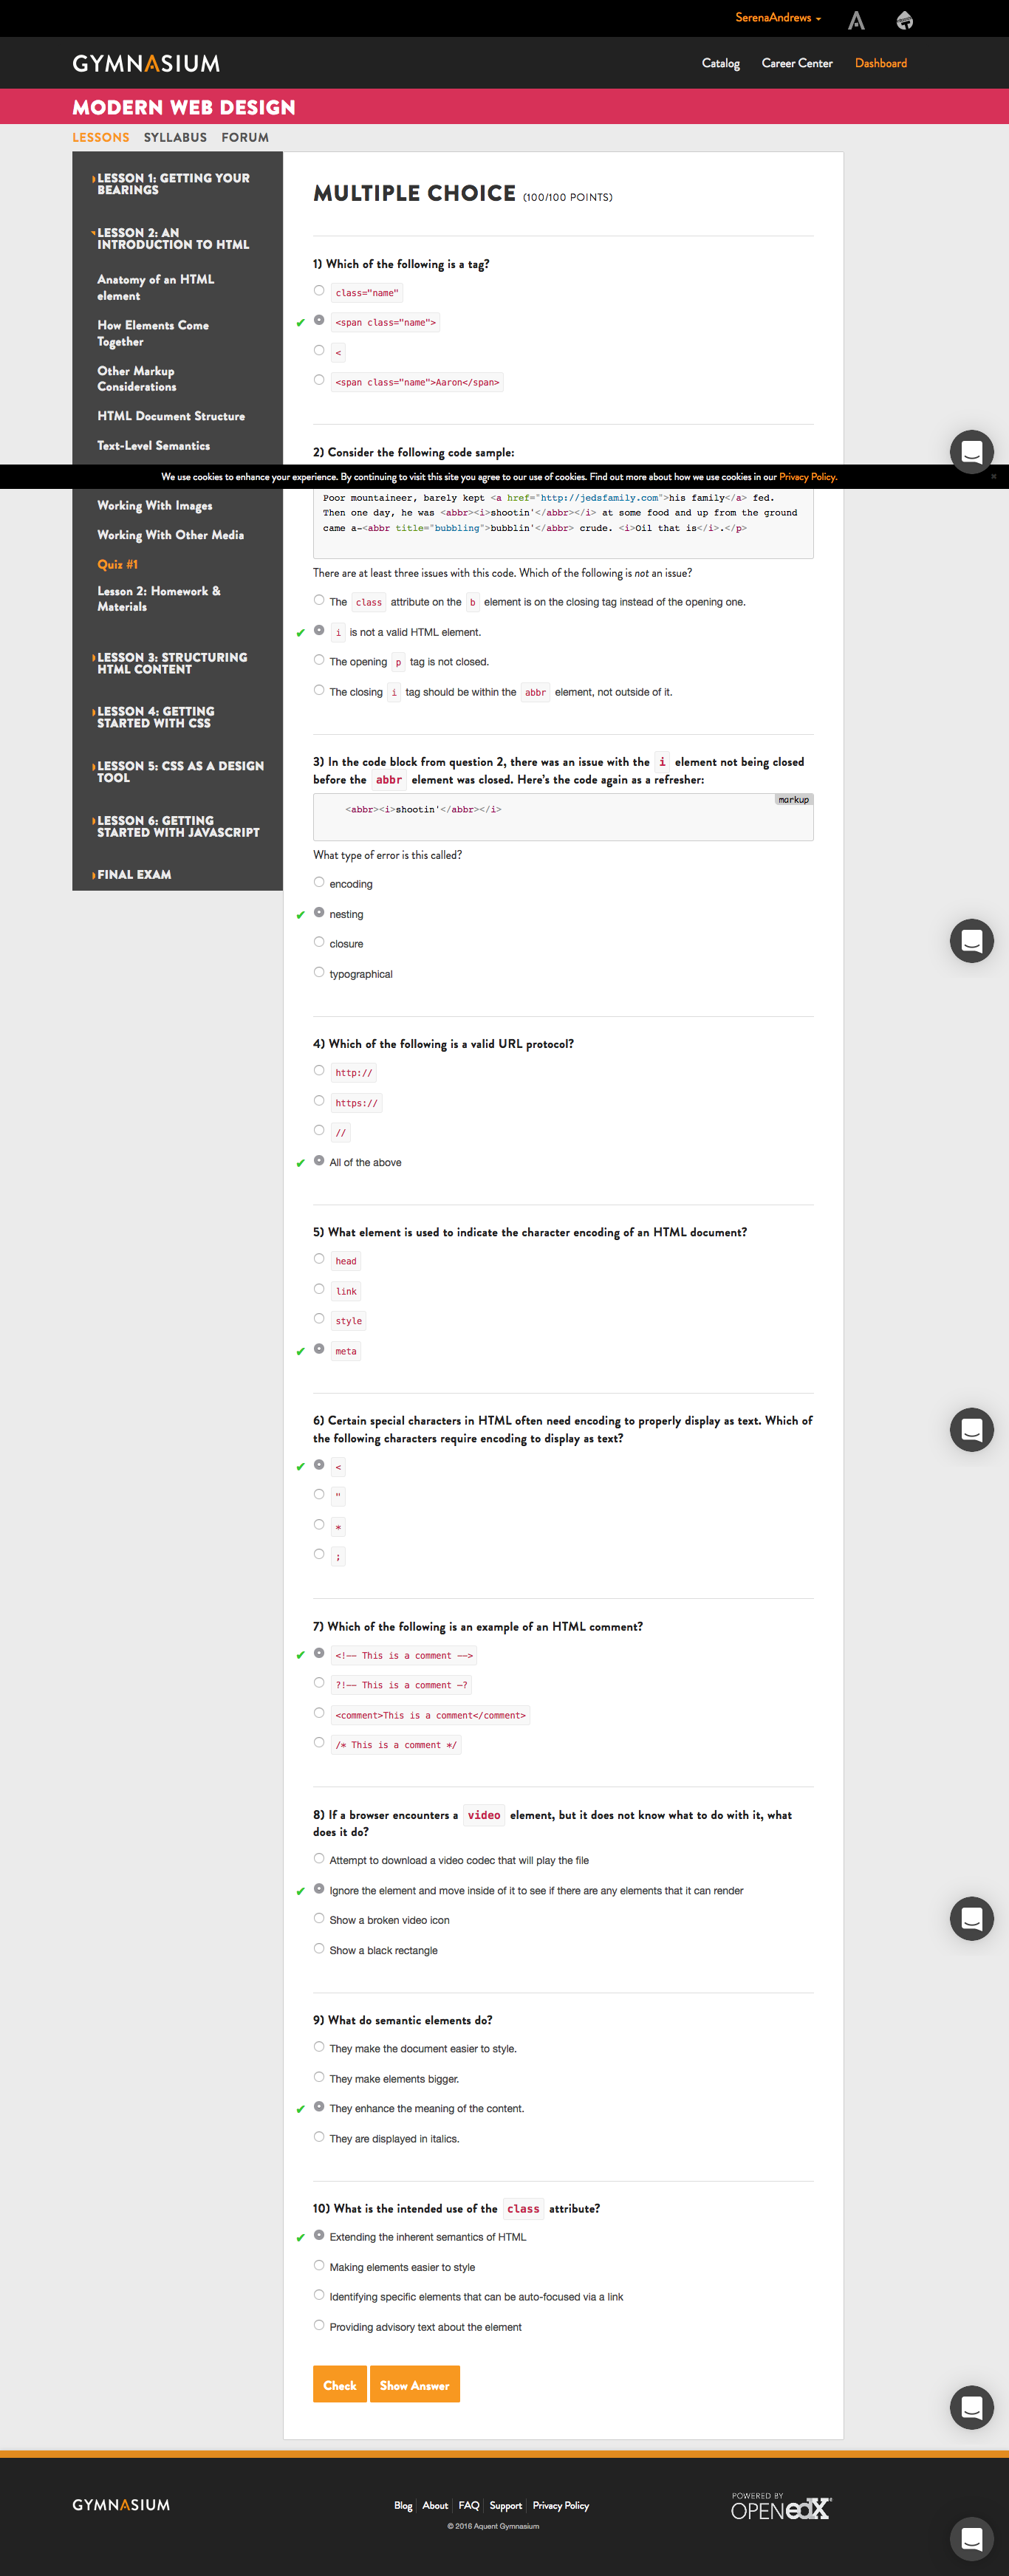 SerenaAndrews
GYMNASIUM
Catalog Career Center Dashboard
MODERN WEB DESIGN
LESSONS SYLLABUS FORUM
LESSON 1: GETTING YOUR
BEARINGS
LESSON 2: AN
INTRODUCTION TO HTML
Anatomy of an HTML
element
How Elements Come
Together
Other Markup
Considerations
HTML Document Structure
Text-Level Semantics
Working With Images
Working With Other Media
Quiz #1
Lesson 2: Homework &
Materials
LESSON 3: STRUCTURING
HTML CONTENT
LESSON 4: GETTING
STARTED WITH CSS
LESSON 5: CSS AS A DESIGN
TOOL
LESSON 6: GETTING
STARTED WITH JAVASCRIPT
FINAL EXAM
MULTIPLE CHOICE (100/100 POINTS)
1) Which of the following is a tag?
class="name"
<span class="name">
<
<span class="name">Aaron</span>
2) Consider the following code sample:
We use cookies to enhance your experience. By continuing to visit this site you agree to our use of cookies. Find out more about how we use cookies in our Privacy Policy.
Poor mountaineer, barely kept <a href="http://jedsfamily.com">his family</a> fed.
Then one day, he was <abbr><i>shootin'</abbr></i> at some food and up from the ground
came a-<abbr title="bubbling">bubblin'</abbr> crude. <i>Oil that is</i>.</p>
There are at least three issues with this code. Which of the following is not an issue?
The class attribute on the b element is on the closing tag instead of the opening one.
i is not a valid HTML element.
The opening p tag is not closed.
The closing i tag should be within the abbr element, not outside of it.
3) In the code block from question 2, there was an issue with the i element not being closed
before the abbr element was closed. Here's the code again as a refresher:
markup
<abbr><i>shootin'</abbr></i>
What type of error is this called?
encoding
nesting
closure
typographical
4) Which of the following is a valid URL protocol?
http://
https://
//
All of the above
5) What element is used to indicate the character encoding of an HTML document?
head
link
style
meta
6) Certain special characters in HTML often need encoding to properly display as text. Which of
the following characters require encoding to display as text?
<
"
*
;
7) Which of the following is an example of an HTML comment?
<!-- This is a comment -->
?!-- This is a comment -?
<comment>This is a comment</comment>
/* This is a comment */
8) If a browser encounters a video element, but it does not know what to do with it, what
does it do?
Attempt to download a video codec that will play the file
Ignore the element and move inside of it to see if there are any elements that it can render
Show a broken video icon
Show a black rectangle
9) What do semantic elements do?
They make the document easier to style.
They make elements bigger.
They enhance the meaning of the content.
They are displayed in italics.
10) What is the intended use of the class attribute?
Extending the inherent semantics of HTML
Making elements easier to style
Identifying specific elements that can be auto-focused via a link
Providing advisory text about the element
Check Show Answer
GYMNASIUM
Blog About FAQ Support Privacy Policy
© 2016 Aquent Gymnasium
POWERED BY
OPEN edX